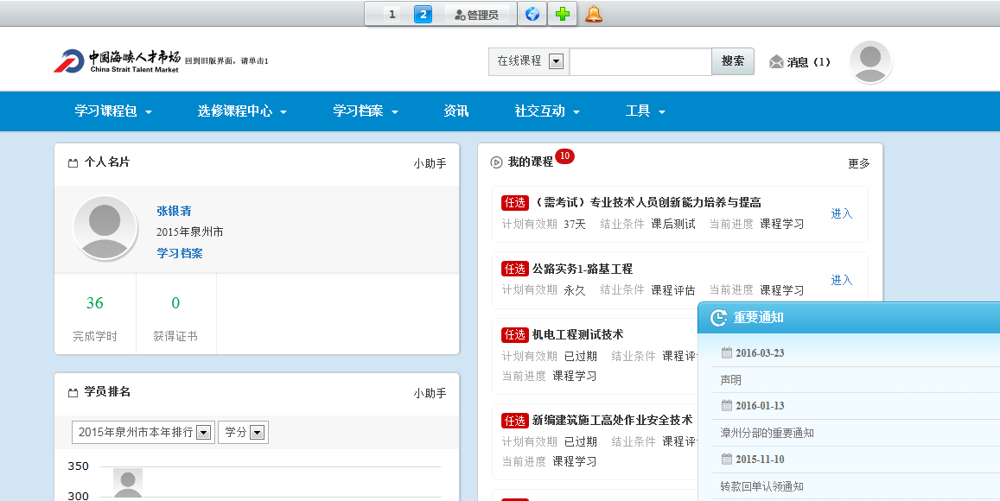 1 2 管理员
中国海峡人才市场
China Strait Talent Market
回到旧版界面，请单击1
在线课程 搜索 消息（1）
学习课程包 选修课程中心 学习档案 资讯 社交互动 工具
个人名片 小助手
张银清
2015年泉州市
学习档案
36 0
完成学时 获得证书
学员排名 小助手
2015年泉州市本年排行 学分
350
300
我的课程 10 更多
任选 （需考试）专业技术人员创新能力培养与提高
计划有效期 37天 结业条件 课后测试 当前进度 课程学习
进入
任选 公路实务1-路基工程
计划有效期 永久 结业条件 课程评估 当前进度 课程学习
进入
任选 机电工程测试技术
计划有效期 已过期 结业条件 课程评
当前进度 课程学习
任选 新编建筑施工高处作业安全技术
计划有效期 已过期 结业条件 课程评
当前进度 课程学习
重要通知
2016-03-23
声明
2016-01-13
漳州分部的重要通知
2015-11-10
转款回单认领通知